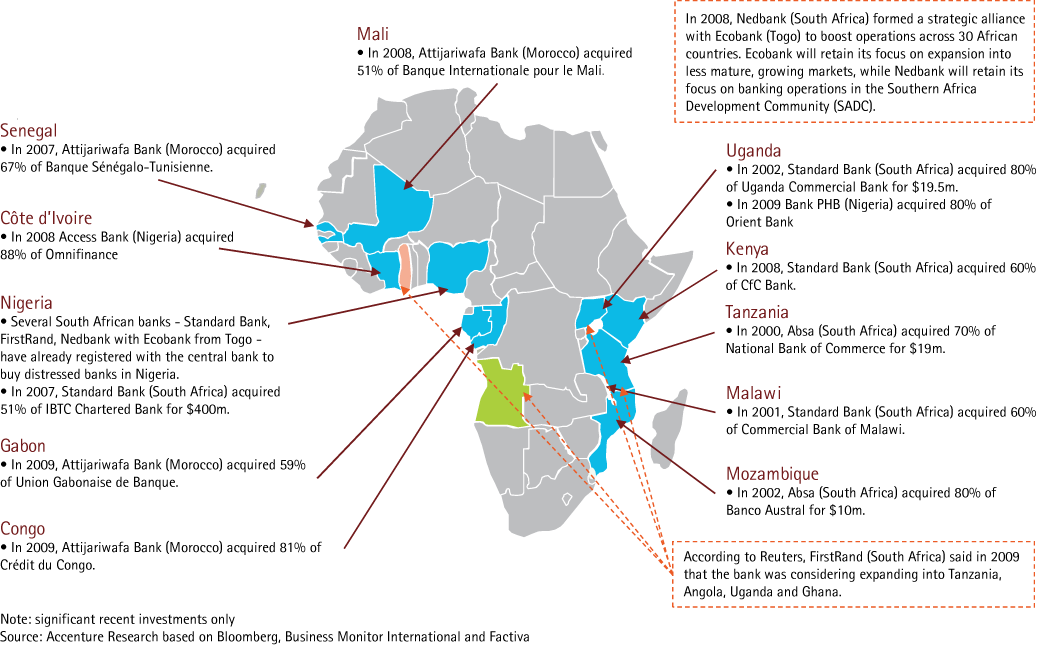 Mali
• In 2008, Attijariwafa Bank (Morocco) acquired
51% of Banque Internationale pour le Mali.
In 2008, Nedbank (South Africa) formed a strategic alliance
with Ecobank (Togo) to boost operations across 30 African
countries. Ecobank will retain its focus on expansion into
less mature, growing markets, while Nedbank will retain its
focus on banking operations in the Southern Africa
Development Community (SADC).
Senegal
• In 2007, Attijariwafa Bank (Morocco) acquired
67% of Banque Sénégalo-Tunisienne.
Côte d'Ivoire
• In 2008 Access Bank (Nigeria) acquired
88% of Omnifinance
Nigeria
• Several South African banks - Standard Bank,
FirstRand, Nedbank with Ecobank from Togo -
have already registered with the central bank to
buy distressed banks in Nigeria.
• In 2007, Standard Bank (South Africa) acquired
51% of IBTC Chartered Bank for $400m.
Gabon
• In 2009, Attijariwafa Bank (Morocco) acquired 59%
of Union Gabonaise de Banque.
Congo
• In 2009, Attijariwafa Bank (Morocco) acquired 81% of
Crédit du Congo.
Uganda
• In 2002, Standard Bank (South Africa) acquired 80%
of Uganda Commercial Bank for $19.5m.
• In 2009 Bank PHB (Nigeria) acquired 80% of
Orient Bank
Kenya
• In 2008, Standard Bank (South Africa) acquired 60%
of CfC Bank.
Tanzania
• In 2000, Absa (South Africa) acquired 70% of
National Bank of Commerce for $19m.
Malawi
• In 2001, Standard Bank (South Africa) acquired 60%
of Commercial Bank of Malawi.
Mozambique
• In 2002, Absa (South Africa) acquired 80% of
Banco Austral for $10m.
According to Reuters, FirstRand (South Africa) said in 2009
that the bank was considering expanding into Tanzania,
Angola, Uganda and Ghana.
Note: significant recent investments only
Source: Accenture Research based on Bloomberg, Business Monitor International and Factiva